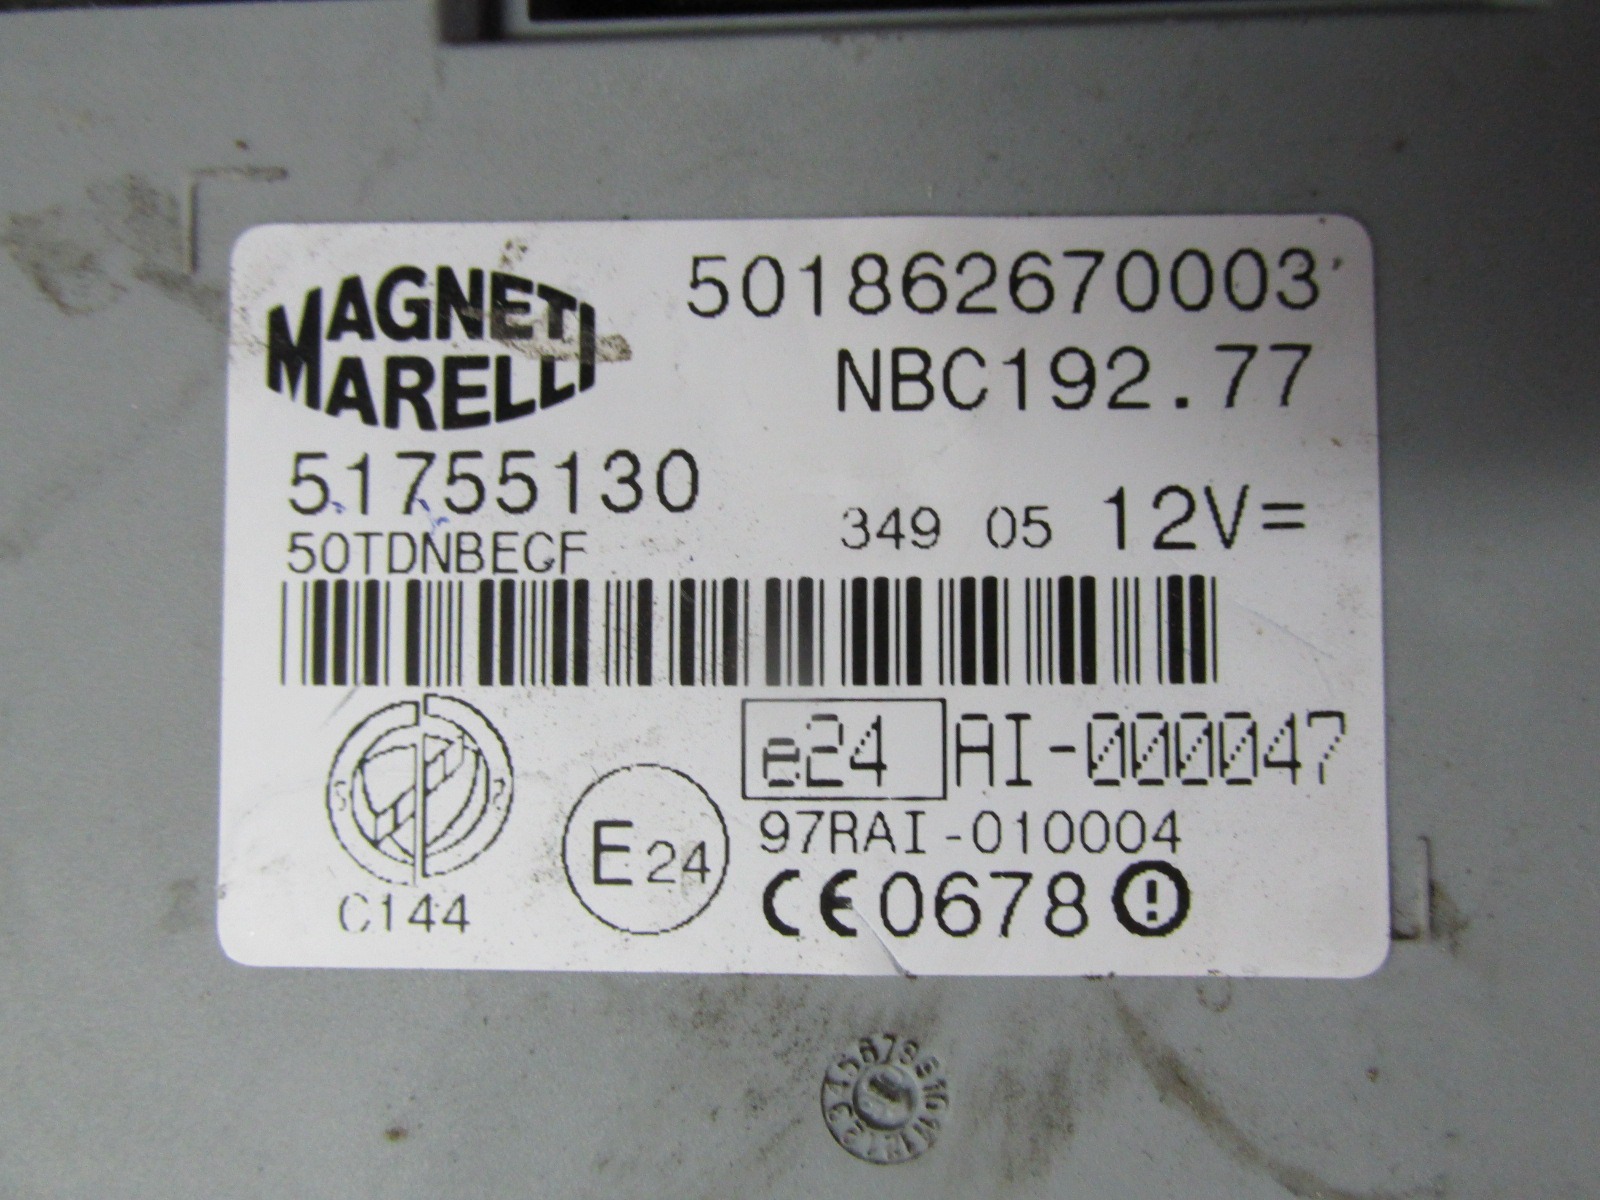 MAGNETI
MARELLI
501862670003
NBC192.77
51755130
50TDNBECF
349 05 12V=
e24 AI-000047
97RAI-010004
E24
CE0678
C144